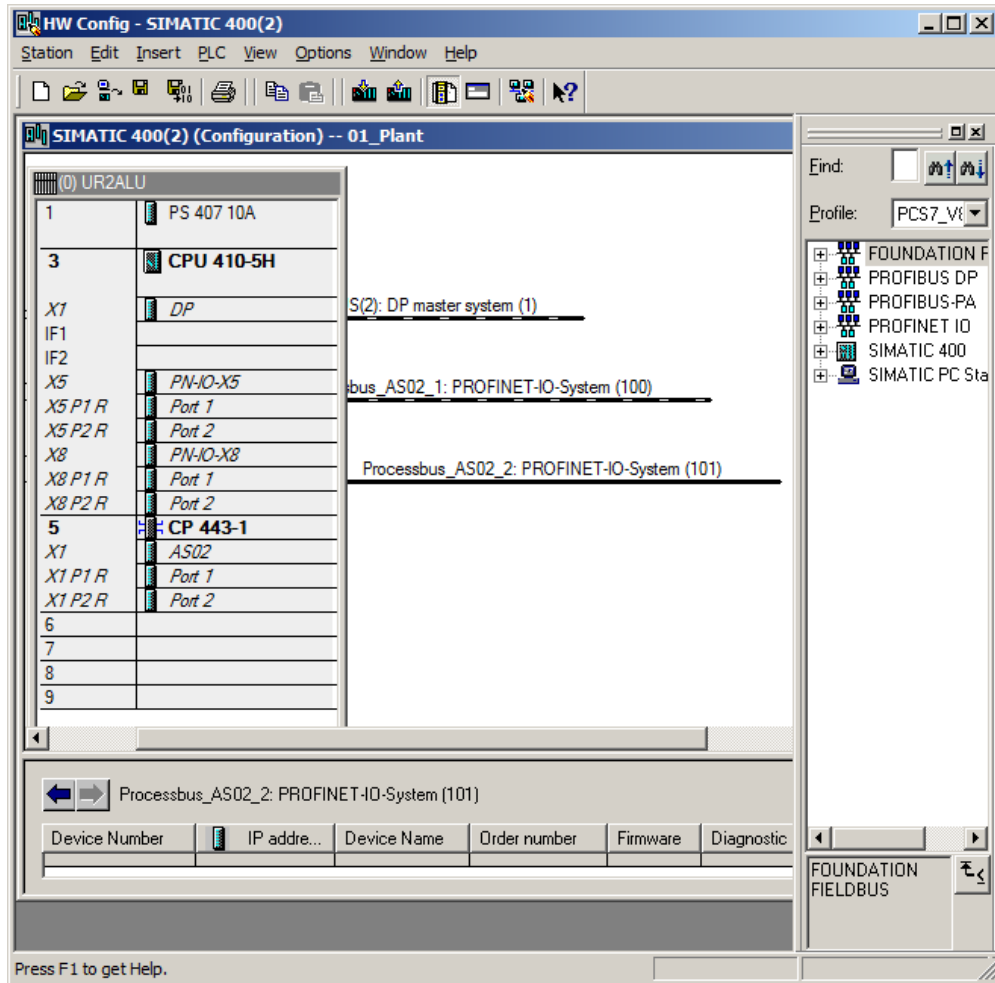 HW Config - SIMATIC 400(2)
Station Edit Insert PLC View Options Window Help
SIMATIC 400(2) (Configuration) -- 01_Plant
(0) UR2ALU
1 PS 407 10A
3 CPU 410-5H
X1 DP
IF1
IF2
X5 PN-IO-X5
X5 P1 R Port 1
X5 P2 R Port 2
X8 PN-IO-X8
X8 P1 R Port 1
X8 P2 R Port 2
5 CP 443-1
X1 AS02
X1 P1 R Port 1
X1 P2 R Port 2
6
7
8
9
S(2): DP master system (1)
bus_AS02_1: PROFINET-IO-System (100)
Processbus_AS02_2: PROFINET-IO-System (101)
Find:
Profile: PCS7_V8
FOUNDATION F
PROFIBUS DP
PROFIBUS-PA
PROFINET IO
SIMATIC 400
SIMATIC PC Sta
Processbus_AS02_2: PROFINET-IO-System (101)
Device Number IP addre... Device Name Order number Firmware Diagnostic
FOUNDATION
FIELDBUS
Press F1 to get Help.